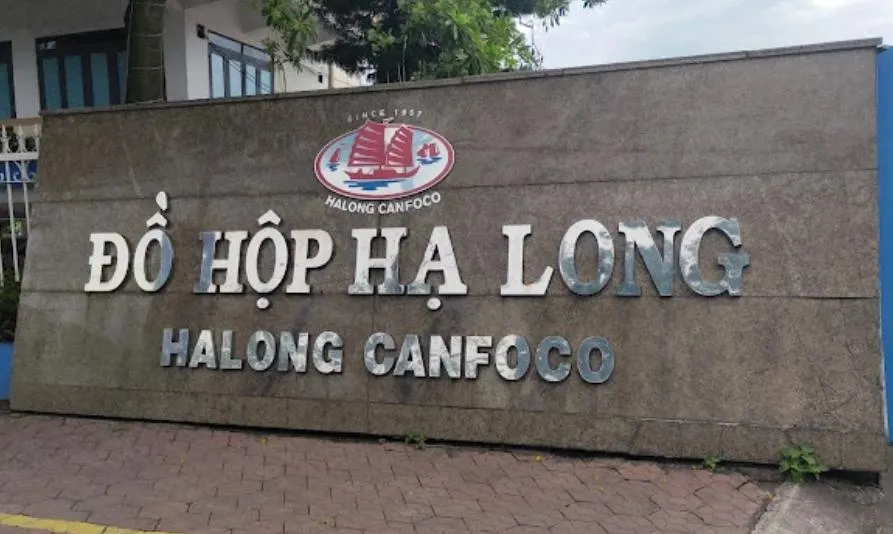 SINCE 1957
HALONG CANFOCO
ĐỒ HỘP HẠ LONG
HALONG CANFOCO